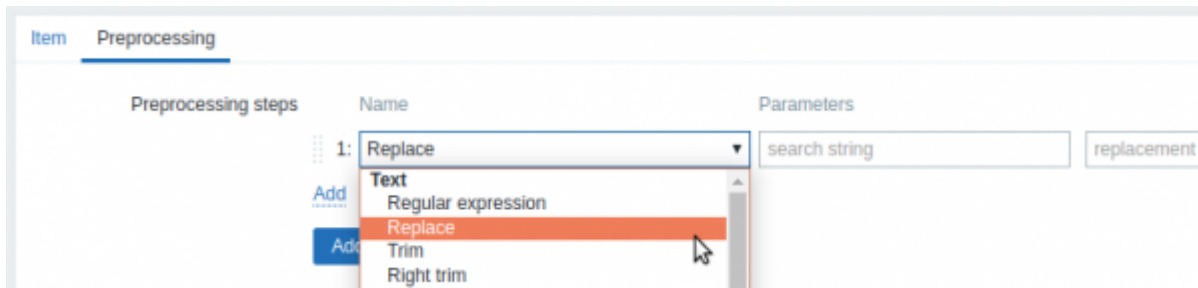 Item Preprocessing
Preprocessing steps Name Parameters
1: Replace search string replacement
Text
Add Regular expression
Replace
Add Trim
Right trim